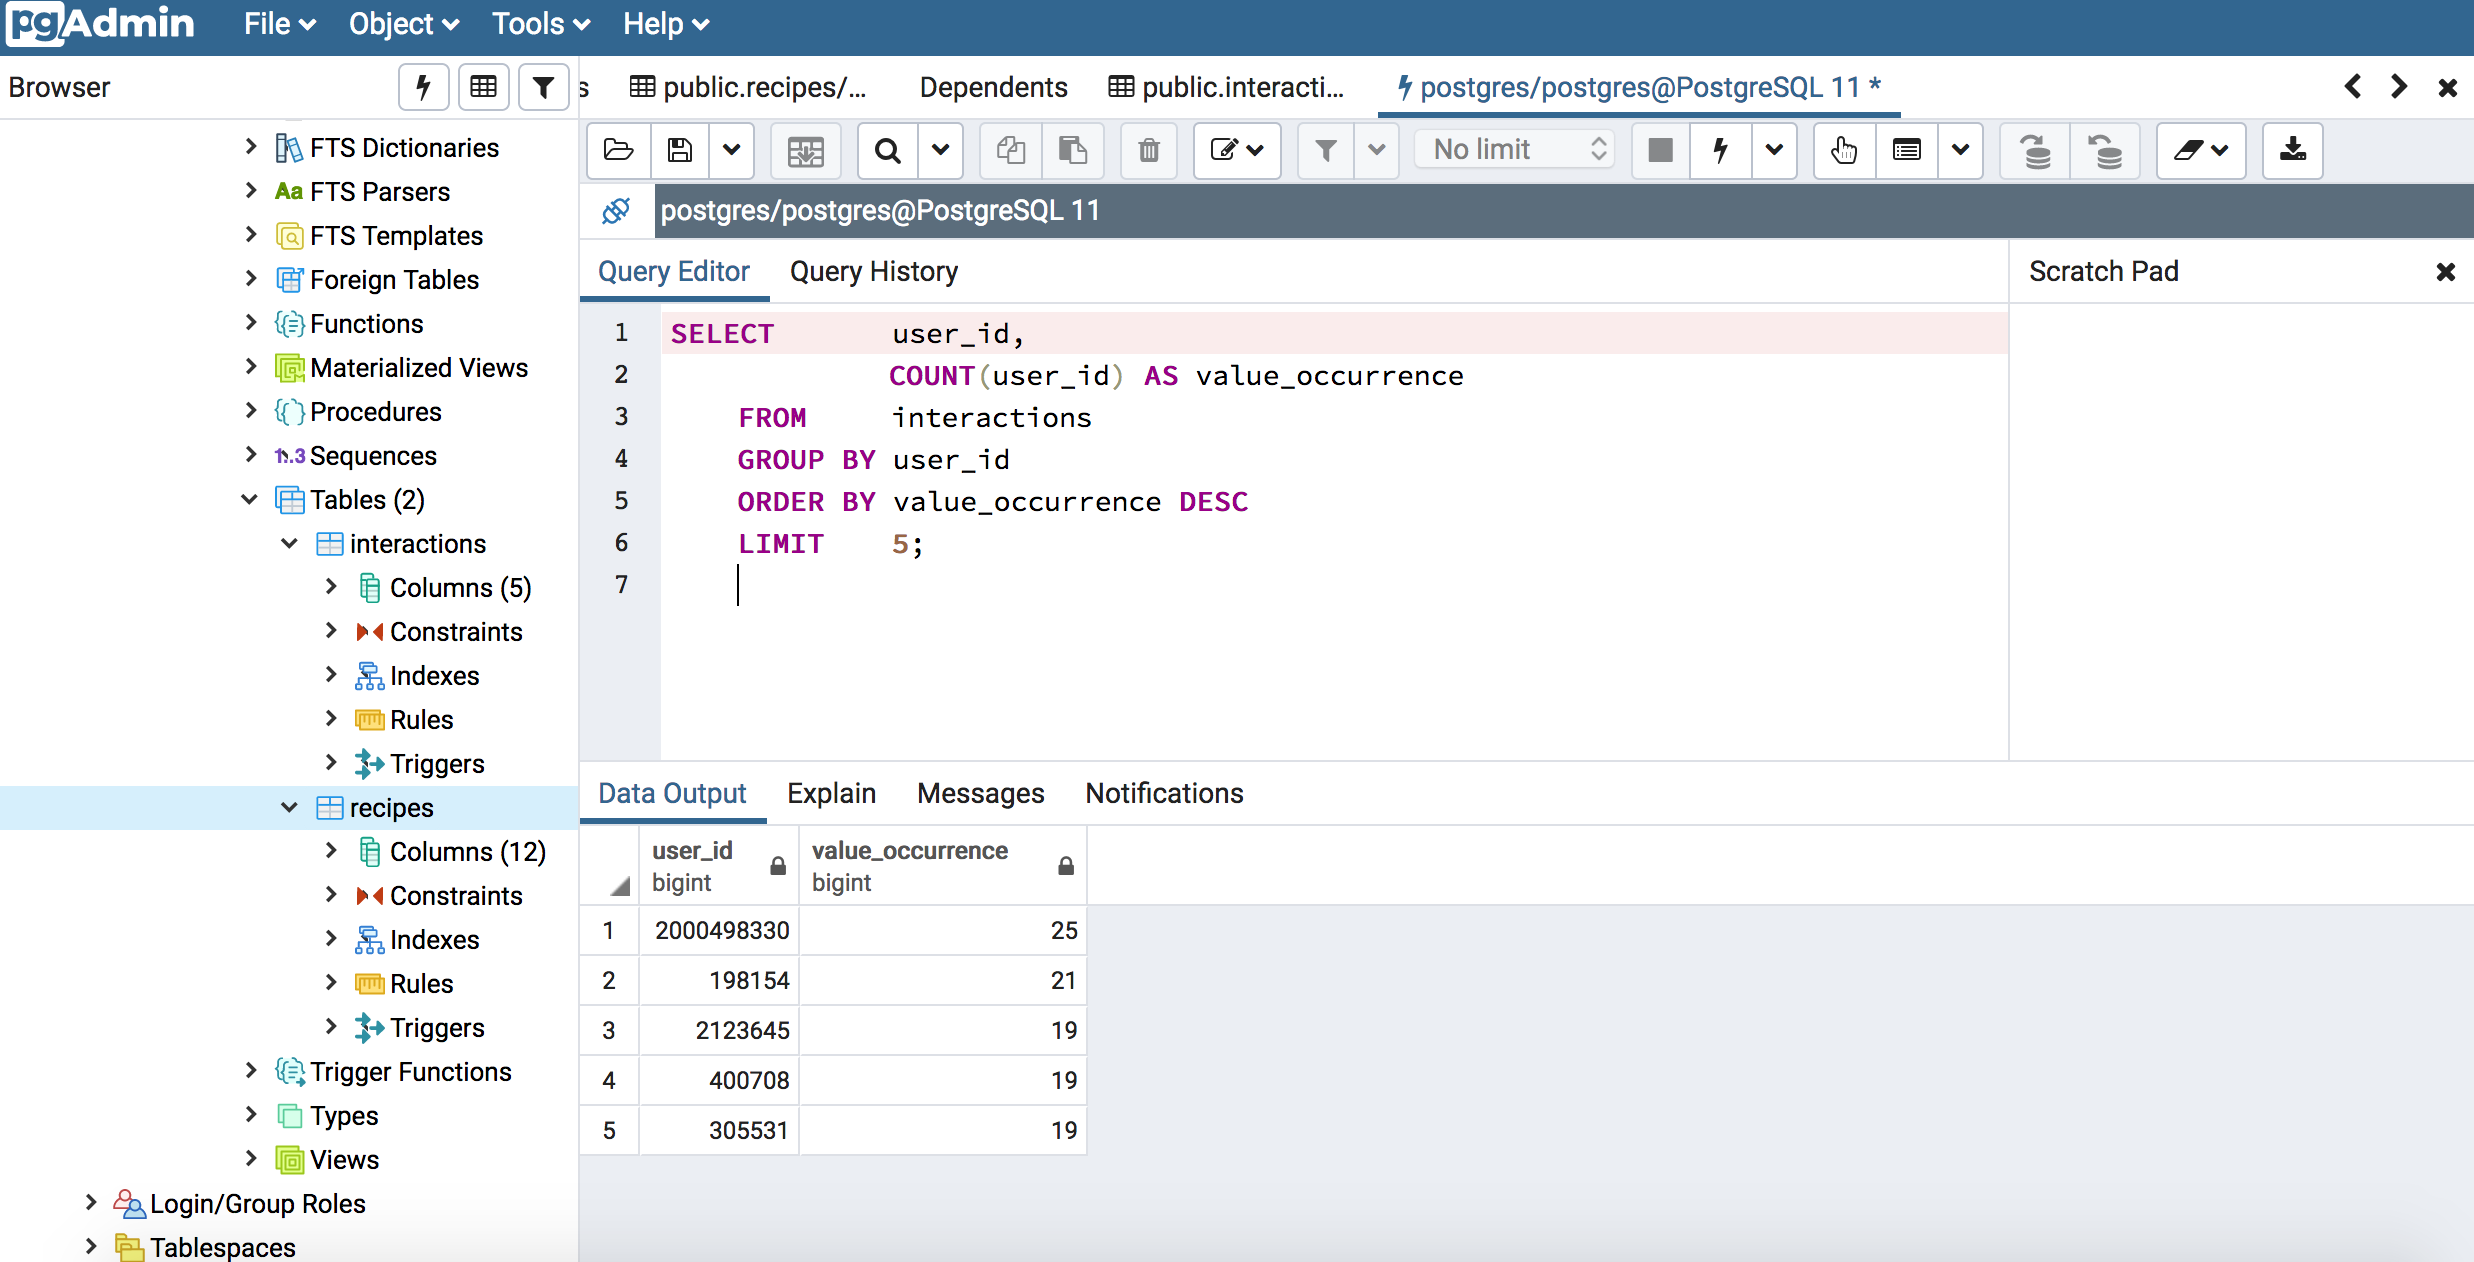 pgAdmin File Object Tools Help
Browser
s public.recipes/... Dependents public.interacti... postgres/postgres@PostgreSQL 11 *
No limit
postgres/postgres@PostgreSQL 11
Query Editor Query History
Scratch Pad
FTS Dictionaries
Aa FTS Parsers
FTS Templates
Foreign Tables
Functions
Materialized Views
Procedures
1..3 Sequences
Tables (2)
interactions
Columns (5)
Constraints
Indexes
Rules
Triggers
recipes
Columns (12)
Constraints
Indexes
Rules
Triggers
Trigger Functions
Types
Views
Login/Group Roles
Tablespaces
1 SELECT user_id,
2 COUNT(user_id) AS value_occurrence
3 FROM interactions
4 GROUP BY user_id
5 ORDER BY value_occurrence DESC
6 LIMIT 5;
7
Data Output Explain Messages Notifications
user_id value_occurrence
bigint bigint
1 2000498330 25
2 198154 21
3 2123645 19
4 400708 19
5 305531 19